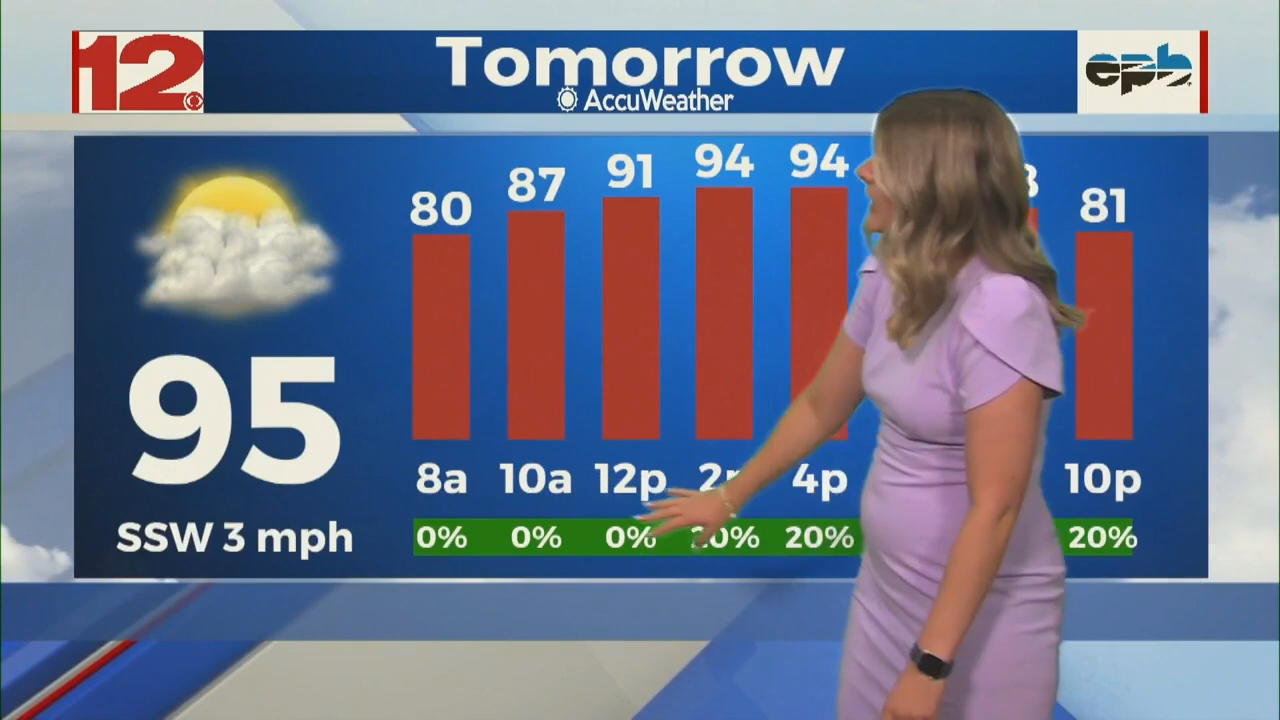 12
Tomorrow
AccuWeather
epb
80 87 91 94 94 81
95
8a 10a 12p 4p 10p
SSW 3 mph
0% 0% 0% 20% 20% 20%